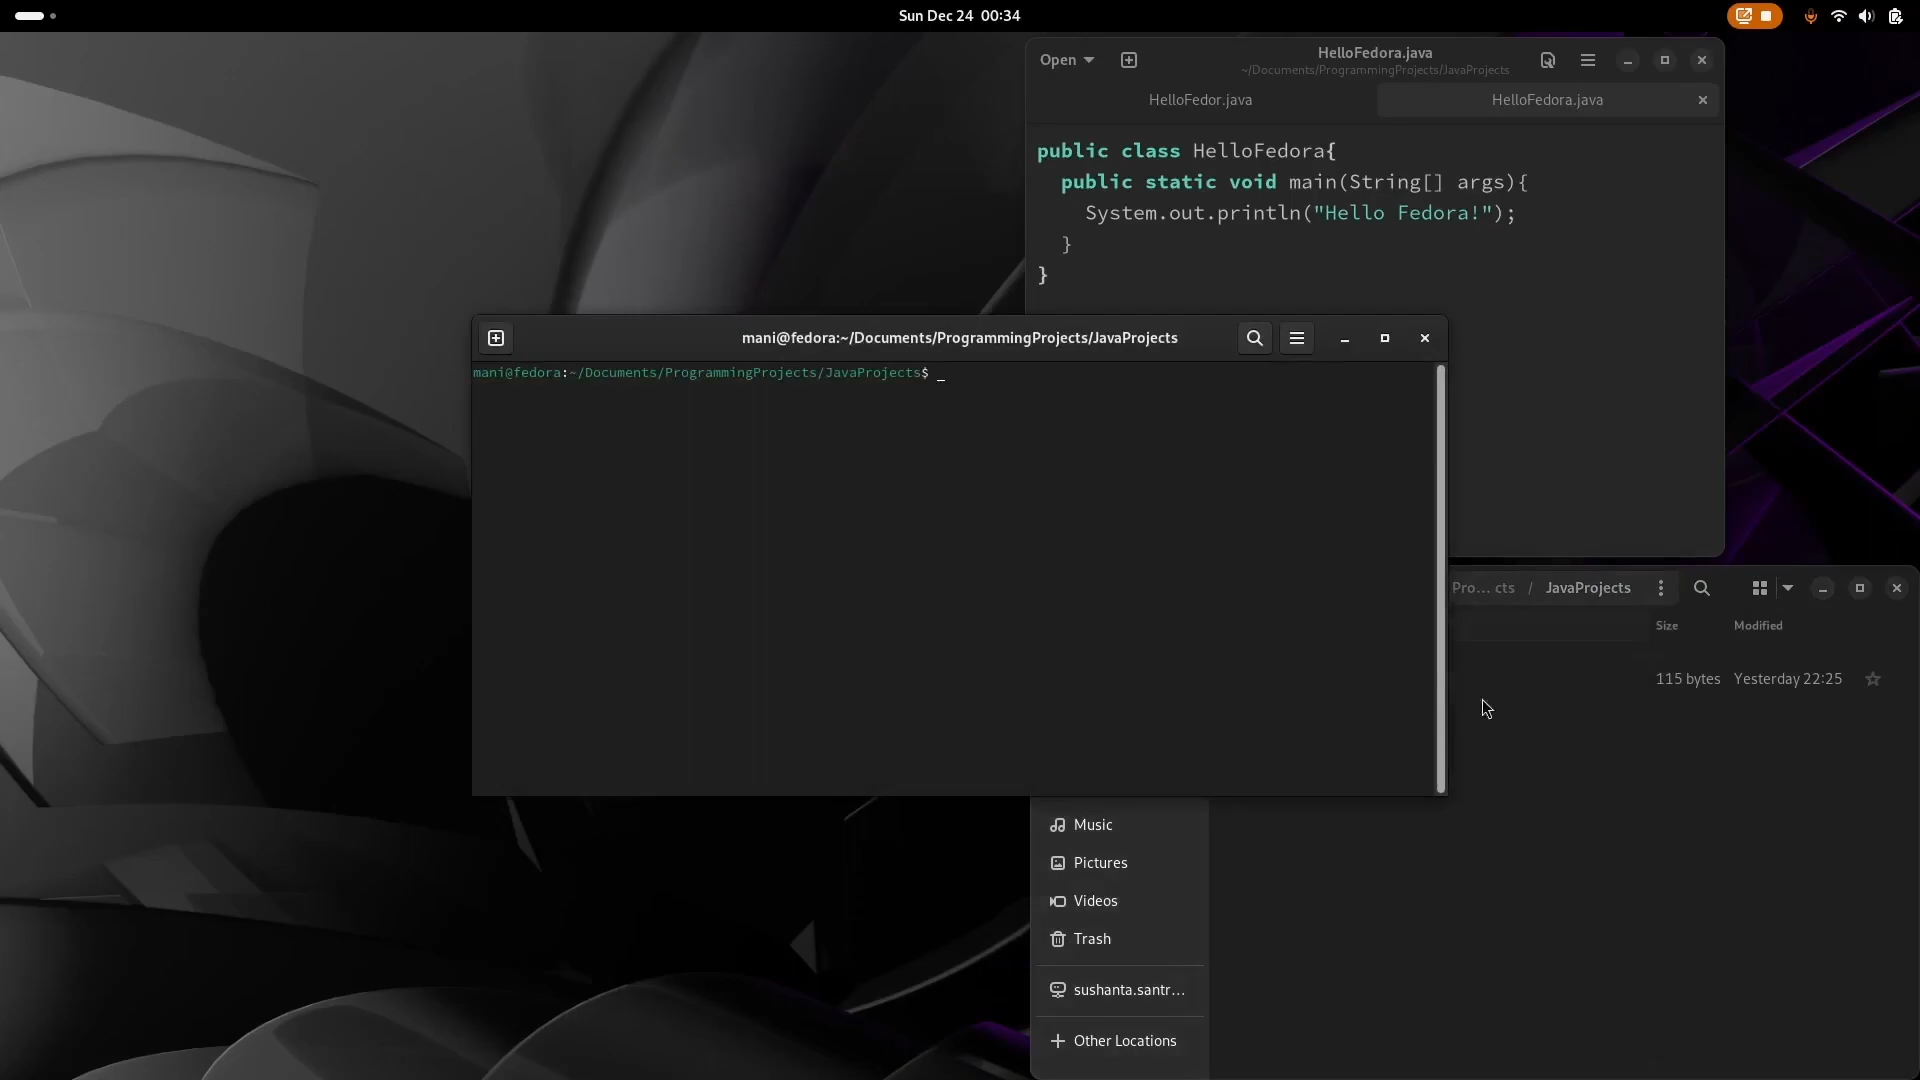 Sun Dec 24 00:34
Open
HelloFedora.java
~/Documents/ProgrammingProjects/JavaProjects
HelloFedor.java
HelloFedora.java
public class HelloFedora{
public static void main(String[] args){
System.out.println("Hello Fedora!");
}
}
mani@fedora:~/Documents/ProgrammingProjects/JavaProjects
mani@fedora:~/Documents/ProgrammingProjects/JavaProjects$ _
Pro... cts / JavaProjects
Size Modified
115 bytes Yesterday 22:25
Music
Pictures
Videos
Trash
sushanta.santr...
Other Locations